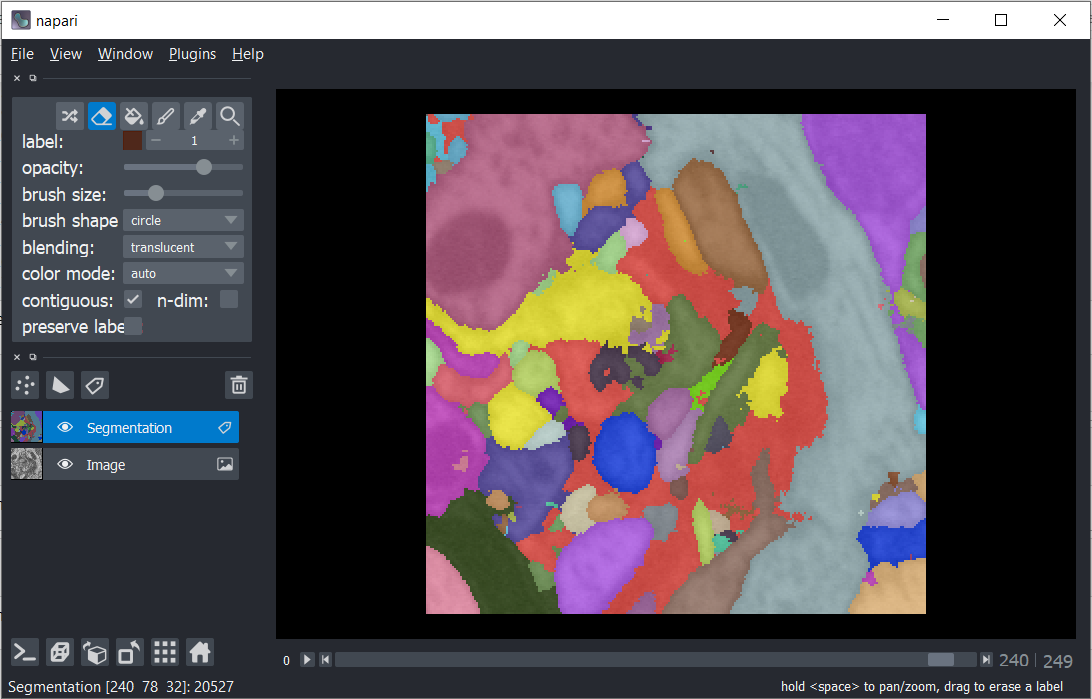 napari
File View Window Plugins Help
label: 1
opacity:
brush size:
brush shape circle
blending: translucent
color mode: auto
contiguous: n-dim:
preserve labe
Segmentation
Image
0 240 249
Segmentation [240 78 32]: 20527
hold <space> to pan/zoom, drag to erase a label